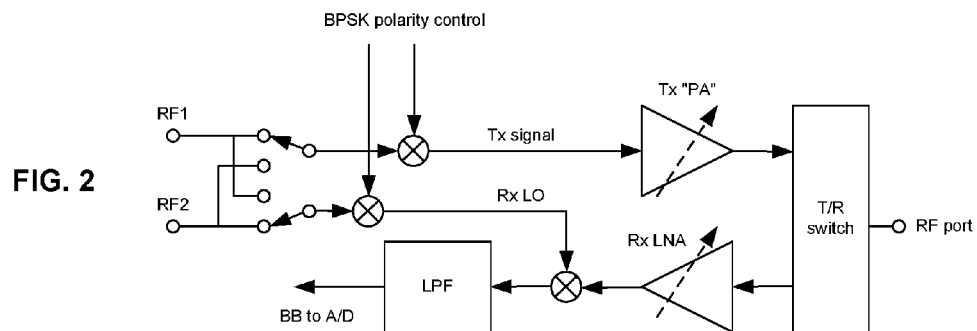 BPSK polarity control
RF1
Tx "PA"
Tx signal
FIG. 2
RF2
Rx LO
T/R
switch
RF port
Rx LNA
LPF
BB to A/D